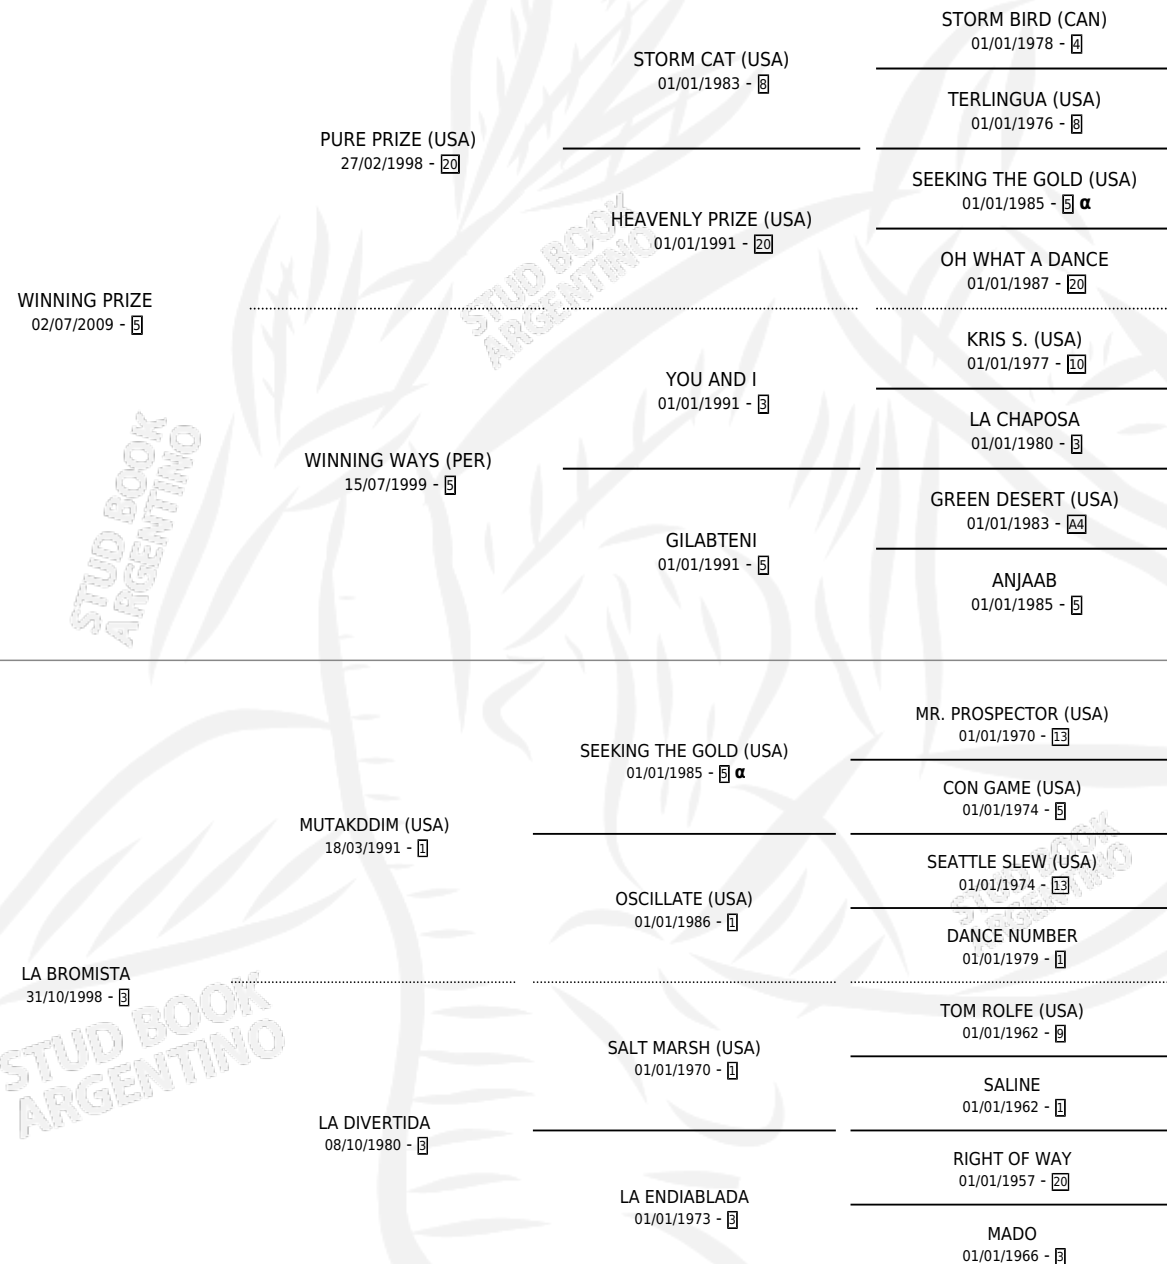 STORM BIRD (CAN)
01/01/1978 - 4
STORM CAT (USA)
01/01/1983 - 8
TERLINGUA (USA)
01/01/1976 - 8
PURE PRIZE (USA)
27/02/1998 - 20
SEEKING THE GOLD (USA)
01/01/1985 - 5 α
HEAVENLY PRIZE (USA)
01/01/1991 - 20
OH WHAT A DANCE
01/01/1987 - 20
WINNING PRIZE
02/07/2009 - 5
KRIS S. (USA)
01/01/1977 - 10
YOU AND I
01/01/1991 - 3
LA CHAPOSA
01/01/1980 - 3
WINNING WAYS (PER)
15/07/1999 - 5
GREEN DESERT (USA)
01/01/1983 - A4
GILABTENI
01/01/1991 - 5
ANJAAB
01/01/1985 - 5
MR. PROSPECTOR (USA)
01/01/1970 - 13
SEEKING THE GOLD (USA)
01/01/1985 - 5 α
CON GAME (USA)
01/01/1974 - 5
MUTAKDDIM (USA)
18/03/1991 - 1
SEATTLE SLEW (USA)
01/01/1974 - 13
OSCILLATE (USA)
01/01/1986 - 1
DANCE NUMBER
01/01/1979 - 1
LA BROMISTA
31/10/1998 - 3
TOM ROLFE (USA)
01/01/1962 - 9
SALT MARSH (USA)
01/01/1970 - 1
SALINE
01/01/1962 - 1
LA DIVERTIDA
08/10/1980 - 3
RIGHT OF WAY
01/01/1957 - 20
LA ENDIABLADA
01/01/1973 - 3
MADO
01/01/1966 - 3
STUD BOOK
ARGENTINO
STUD BOOK
ARGENTINO
STUD BOOK
ARGENTINO
STUD BOOK
ARGENTINO